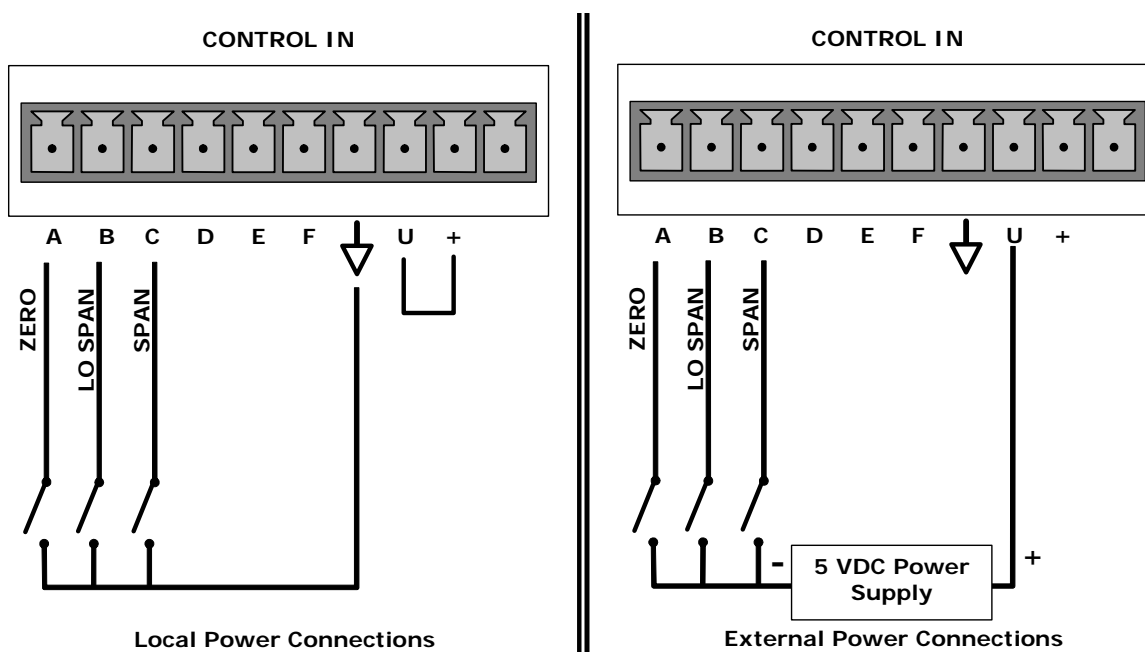 CONTROL IN
A B C D E F U +
ZERO
LO SPAN
SPAN
Local Power Connections
CONTROL IN
A B C D E F U +
ZERO
LO SPAN
SPAN
-
5 VDC Power
Supply
+
External Power Connections